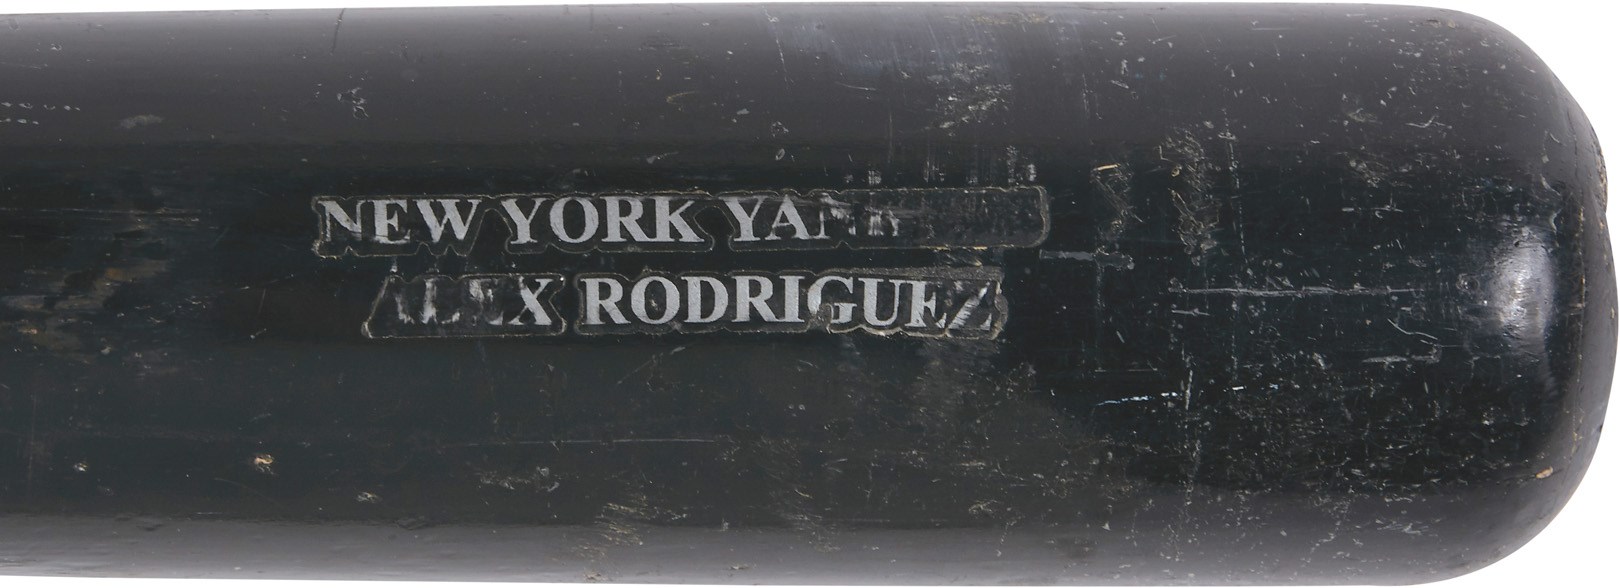 NEW YORK YAN
ALEX RODRIGUEZ